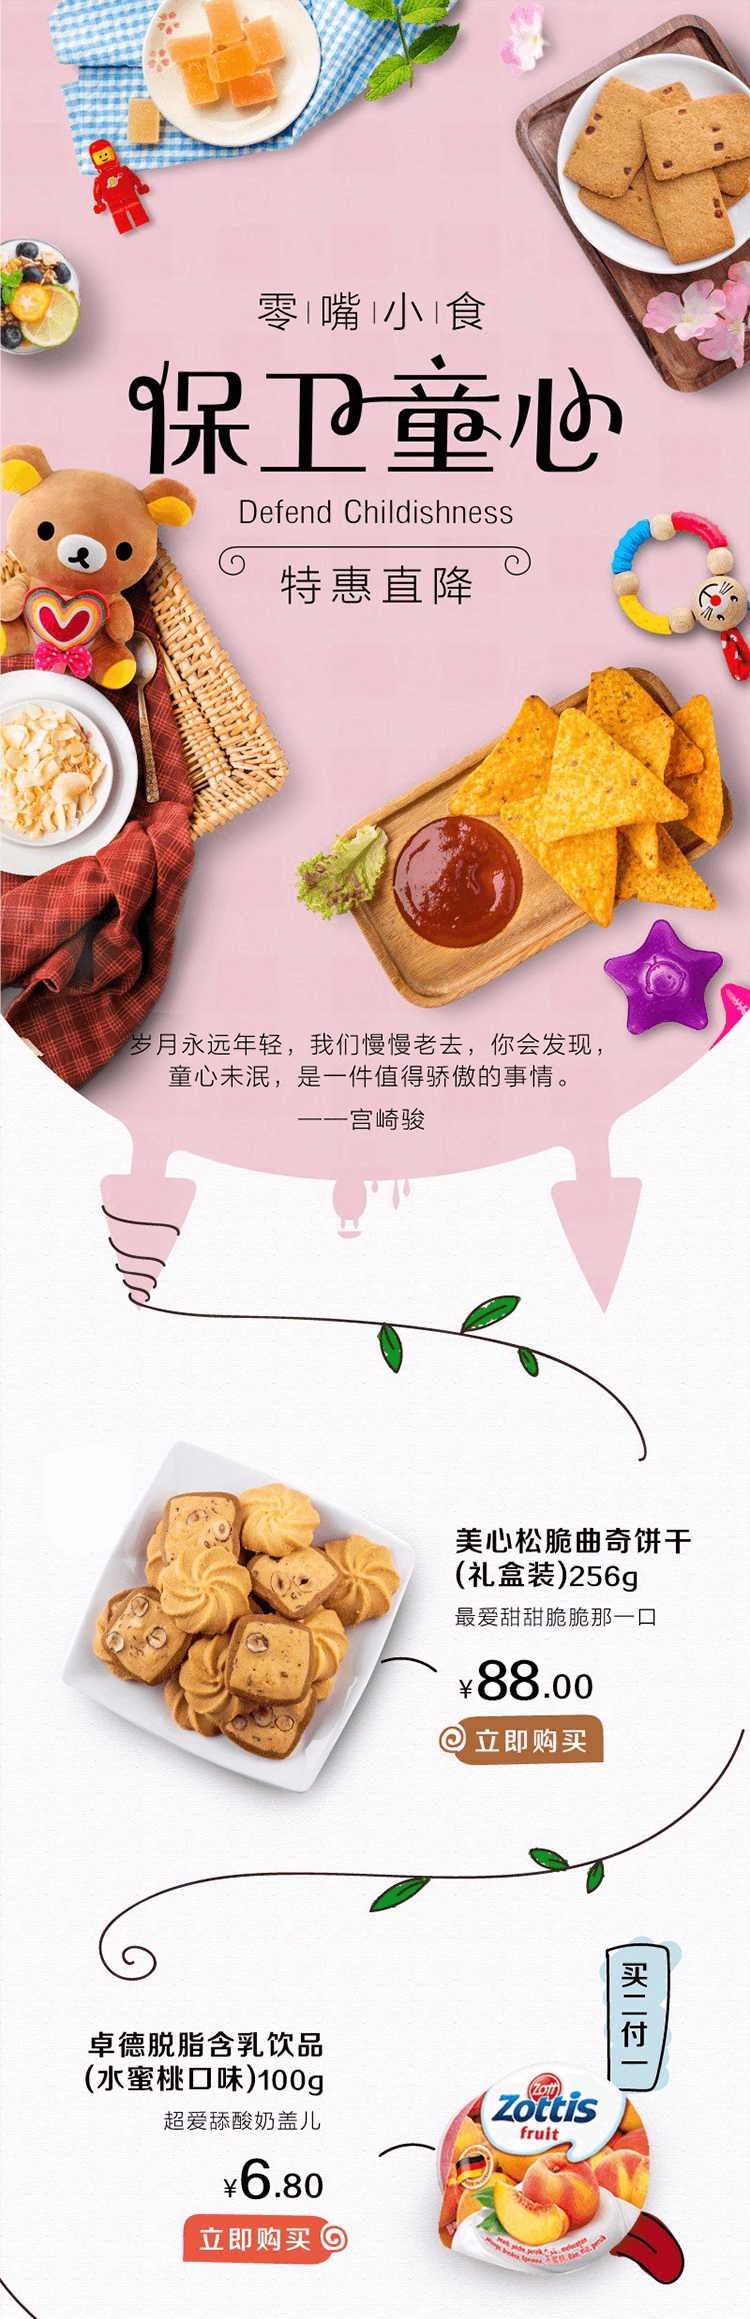 零嘴小食
保卫童心
Defend Childishness
特惠直降
岁月永远年轻，我们慢慢老去，你会发现，
童心未泯，是一件值得骄傲的事情。
——宫崎骏
美心松脆曲奇饼干
(礼盒装)256g
最爱甜甜脆脆那一口
¥88.00
立即购买
买二付一
卓德脱脂含乳饮品
(水蜜桃口味)100g
超爱舔酸奶盖儿
¥6.80
立即购买
Zott
Zottis
fruit